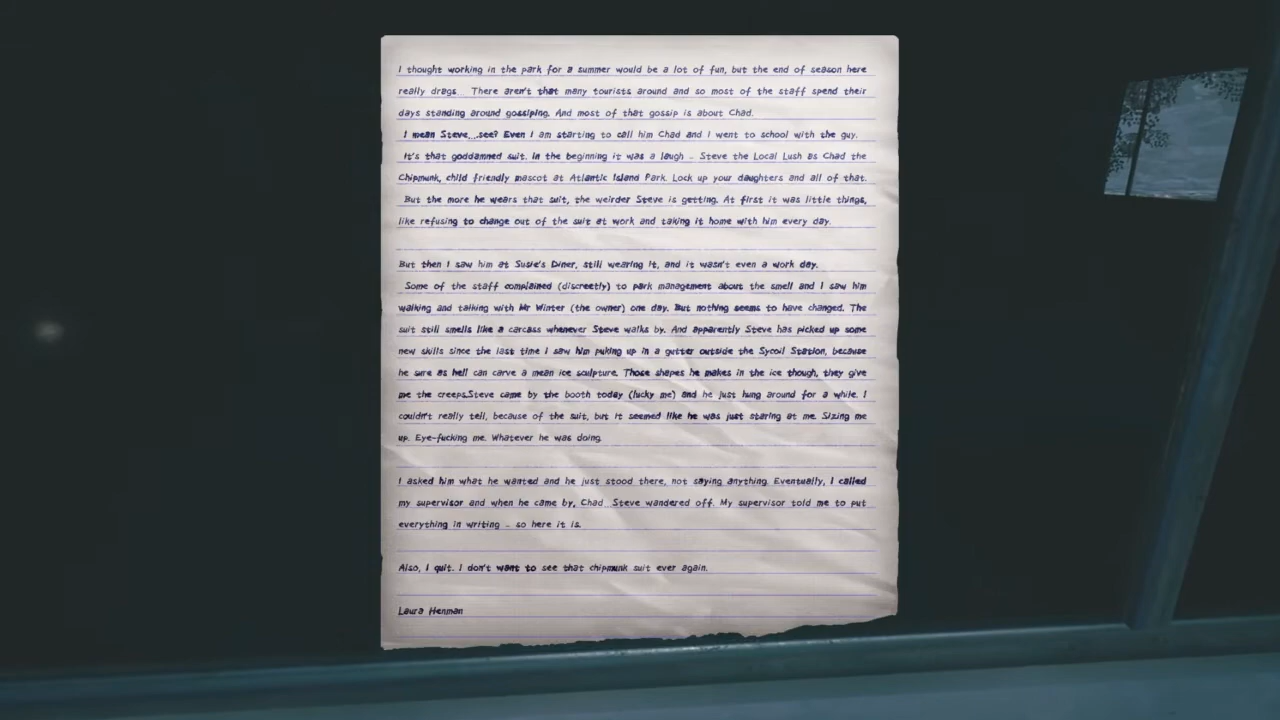 I thought working in the park for a summer would be a lot of fun, but the end of season here
really drags... There aren't that many tourists around and so most of the staff spend their
days standing around gossiping. And most of that gossip is about Chad.
I mean Steve...see? Even I am starting to call him Chad and I went to school with the guy.
It's that goddamned suit. In the beginning it was a laugh - Steve the Local Lush as Chad the
Chipmunk, child friendly mascot at Atlantic Island Park. Lock up your daughters and all of that.
But the more he wears that suit, the weirder Steve is getting. At first it was little things,
like refusing to change out of the suit at work and taking it home with him every day.
But then I saw him at Susie's Diner, still wearing it, and it wasn't even a work day.
Some of the staff complained (discreetly) to park management about the smell and I saw him
walking and talking with Mr Winter (the owner) one day. But nothing seems to have changed. The
suit still smells like a carcass whenever Steve walks by. And apparently Steve has picked up some
new skills since the last time I saw him puking up in a gutter outside the Sycoil Station, because
he sure as hell can carve a mean ice sculpture. Those shapes he makes in the ice though, they give
me the creeps.Steve came by the booth today (lucky me) and he just hung around for a while. I
couldn't really tell, because of the suit, but it seemed like he was just staring at me. Sizing me
up. Eye-fucking me. Whatever he was doing.
I asked him what he wanted and he just stood there, not saying anything. Eventually, I called
my supervisor and when he came by, Chad...Steve wandered off. My supervisor told me to put
everything in writing - so here it is.
Also, I quit. I don't want to see that chipmunk suit ever again.
Laura Henman